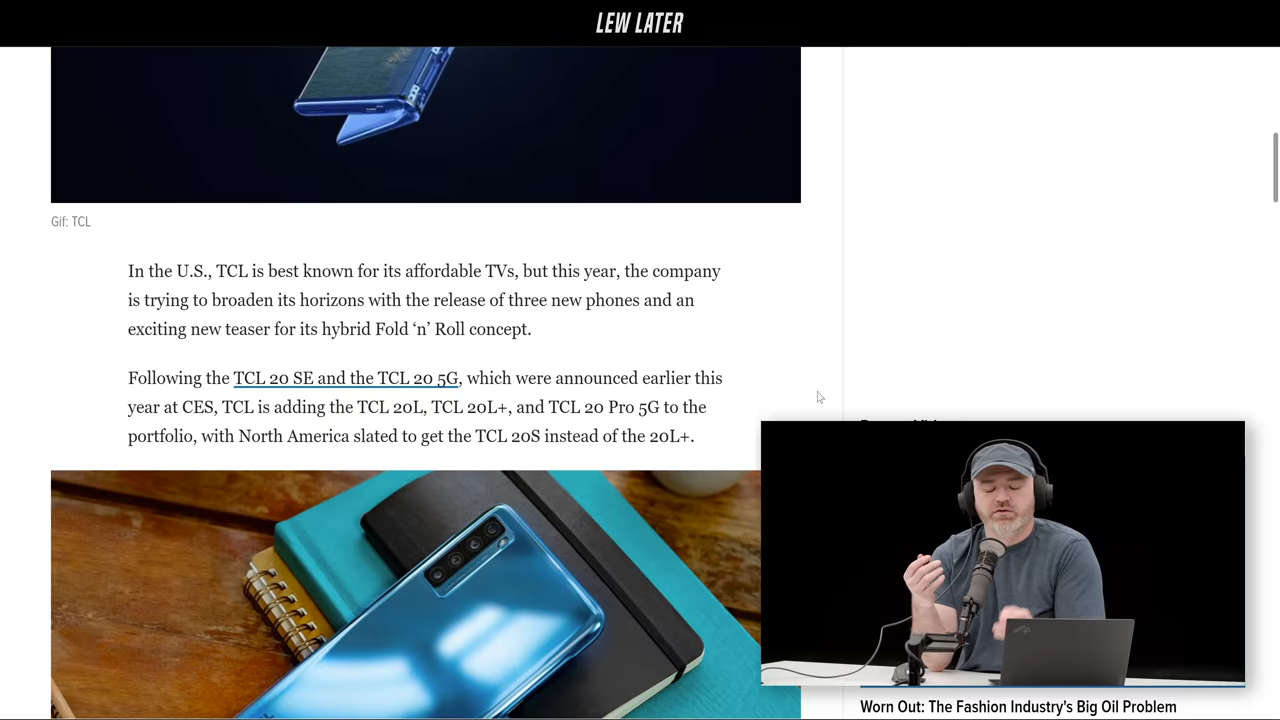 LEW LATER
Gif: TCL
In the U.S., TCL is best known for its affordable TVs, but this year, the company
is trying to broaden its horizons with the release of three new phones and an
exciting new teaser for its hybrid Fold ‘n’ Roll concept.
Following the TCL 20 SE and the TCL 20 5G, which were announced earlier this
year at CES, TCL is adding the TCL 20L, TCL 20L+, and TCL 20 Pro 5G to the
portfolio, with North America slated to get the TCL 20S instead of the 20L+.
Worn Out: The Fashion Industry's Big Oil Problem